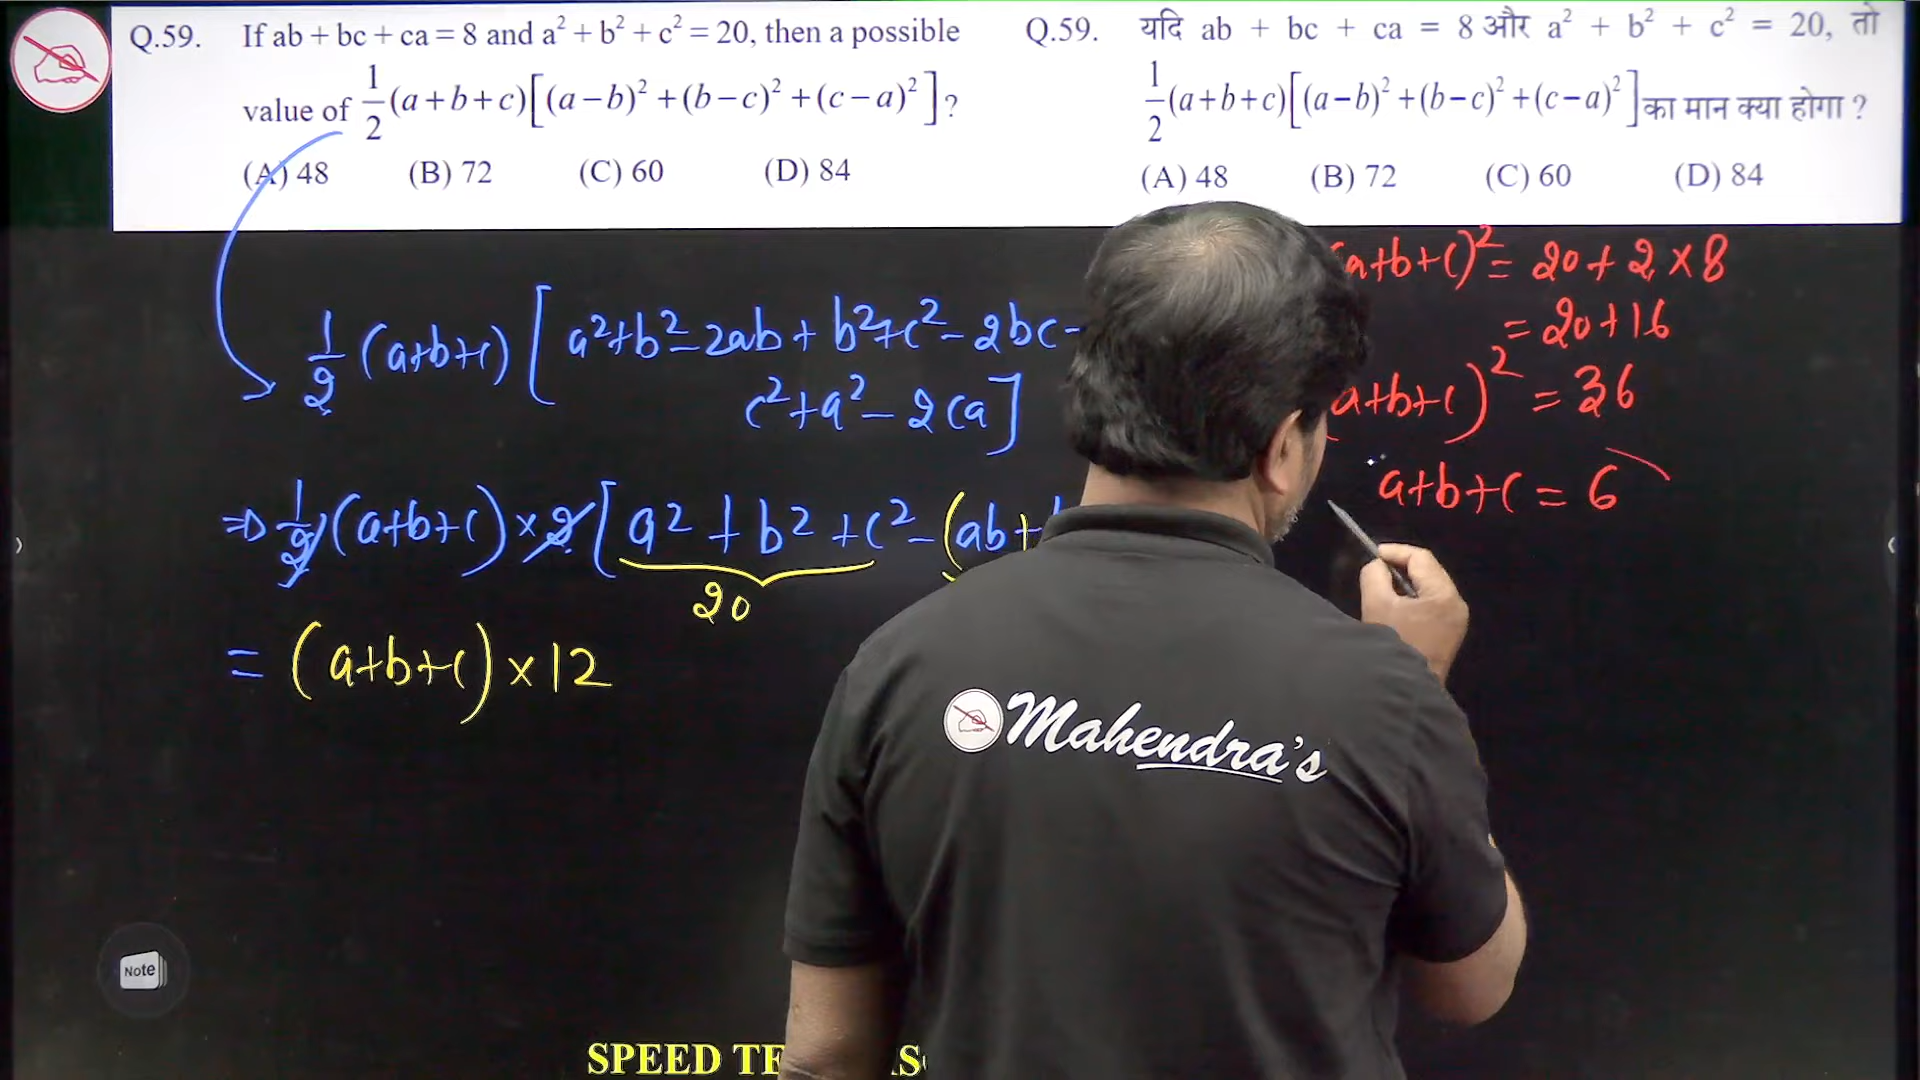 Q.59. If ab + bc + ca = 8 and a² + b² + c² = 20, then a possible
value of 1/2 (a+b+c)[(a−b)² +(b−c)² +(c−a)²] ?
(A) 48 (B) 72 (C) 60 (D) 84
Q.59. यदि ab + bc + ca = 8 और a² + b² + c² = 20, तो
1/2 (a+b+c)[(a−b)² +(b−c)² +(c−a)²] का मान क्या होगा ?
(A) 48 (B) 72 (C) 60 (D) 84
1/2 (a+b+c) [ a²+b²−2ab + b²+c²−2bc
c²+a²−2ca ]
⇒ 1/2 (a+b+c) × 2 [ a² + b² + c² − (ab+
20
= (a+b+c) × 12
a+b+c)² = 20 + 2 × 8
= 20+16
a+b+c)² = 36
a+b+c = 6
Mahendra's
Note
SPEED